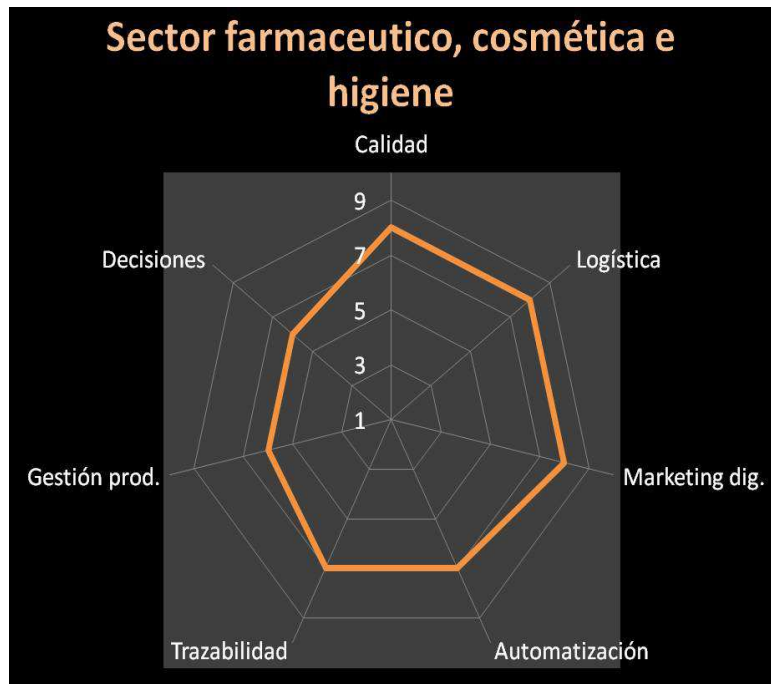 Sector farmaceutico, cosmética e
higiene
Calidad
9
Decisiones
7
Logística
5
3
1
Gestión prod.
Marketing dig.
Trazabilidad
Automatización